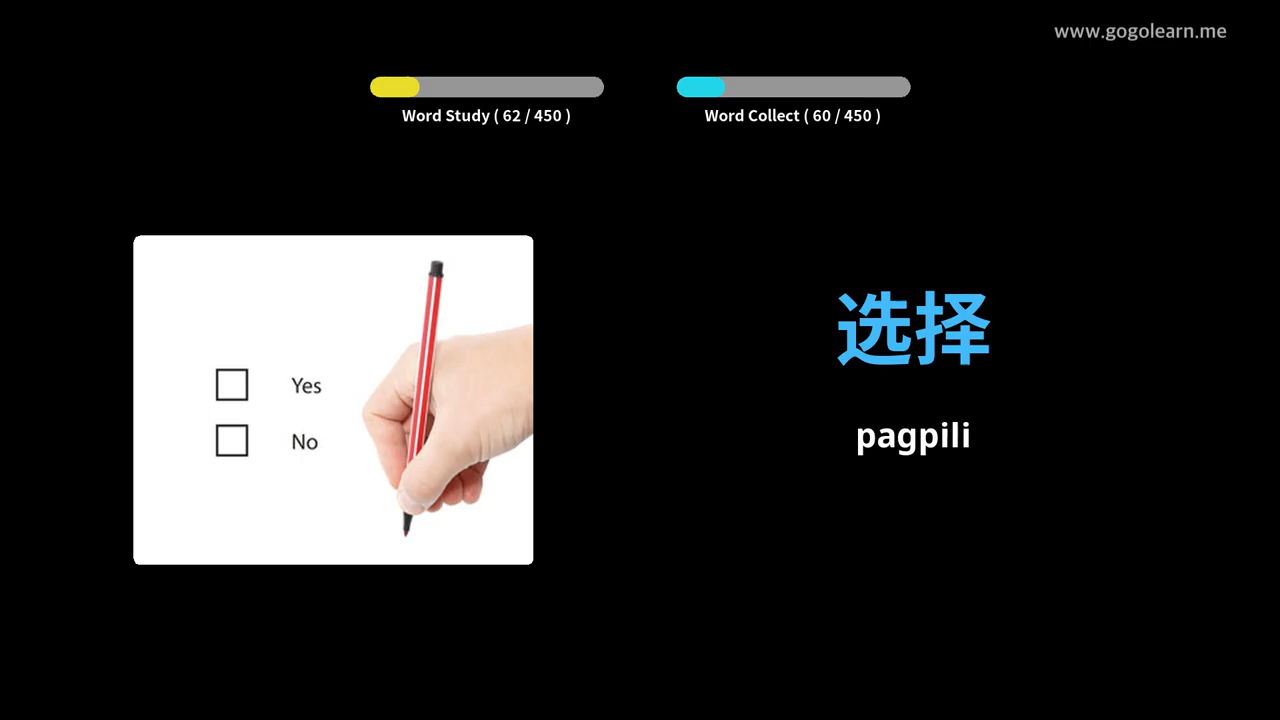 www.gogolearn.me
Word Study ( 62 / 450 )
Word Collect ( 60 / 450 )
Yes
No
选择
pagpili